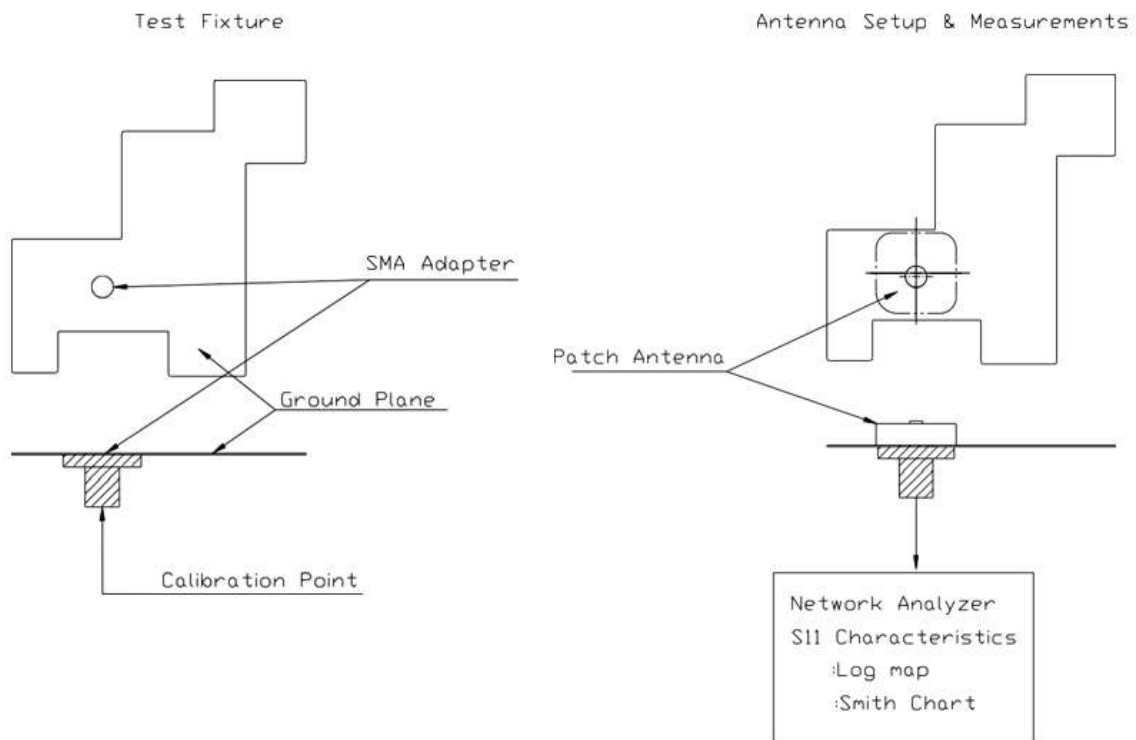 Test Fixture
Antenna Setup & Measurements
SMA Adapter
Patch Antenna
Ground Plane
Calibration Point
Network Analyzer
S11 Characteristics
:Log map
:Smith Chart